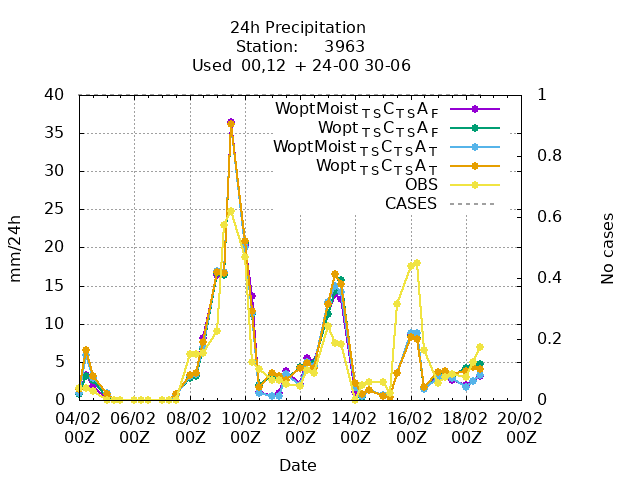 24h Precipitation
Station: 3963
Used 00,12 + 24-00 30-06
40 1
WoptMoist TS C TS A F
35 Wopt TS C TS A F
0.8
30 WoptMoist TS C TS A T
Wopt TS C TS A T
25 OBS
CASES 0.6
20
15 0.4
10 0.2
5
0 0
mm/24h
No cases
04/02 06/02 08/02 10/02 12/02 14/02 16/02 18/02 20/02
00Z 00Z 00Z 00Z 00Z 00Z 00Z 00Z 00Z
Date